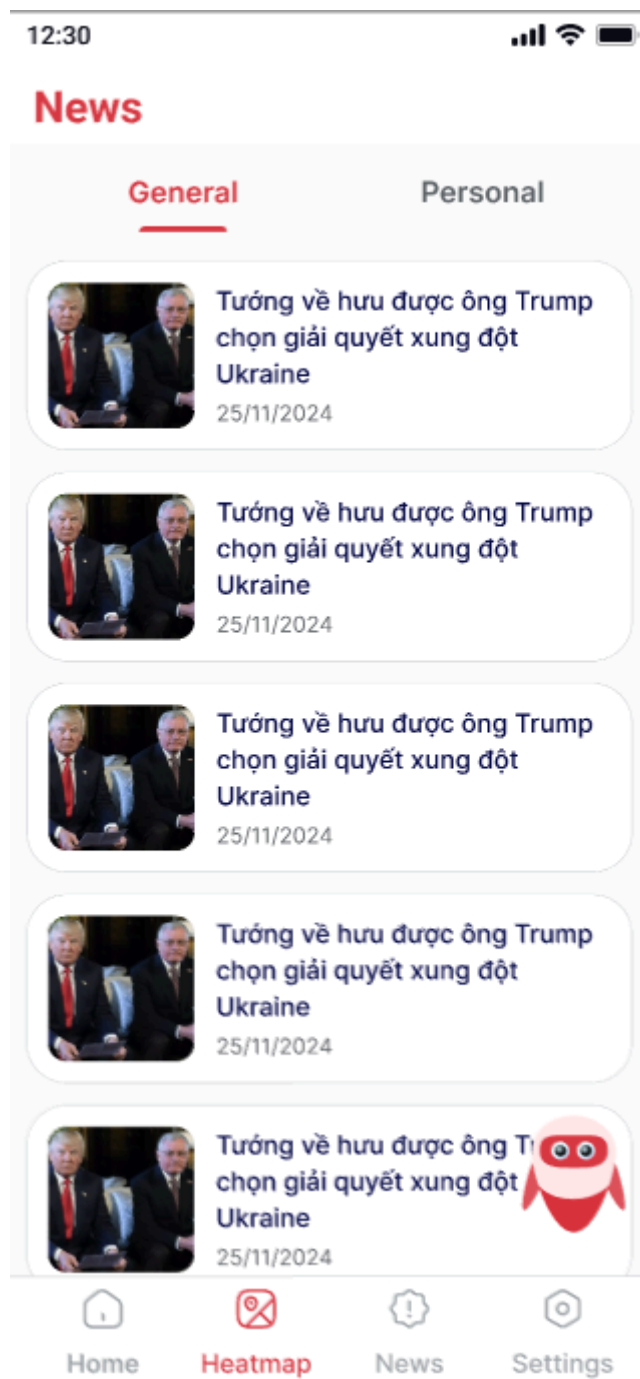 12:30
News
General
Personal
Tướng về hưu được ông Trump
chọn giải quyết xung đột
Ukraine
25/11/2024
Tướng về hưu được ông Trump
chọn giải quyết xung đột
Ukraine
25/11/2024
Tướng về hưu được ông Trump
chọn giải quyết xung đột
Ukraine
25/11/2024
Tướng về hưu được ông Trump
chọn giải quyết xung đột
Ukraine
25/11/2024
Tướng về hưu được ông
chọn giải quyết xung đột
Ukraine
25/11/2024
Home
Heatmap
News
Settings